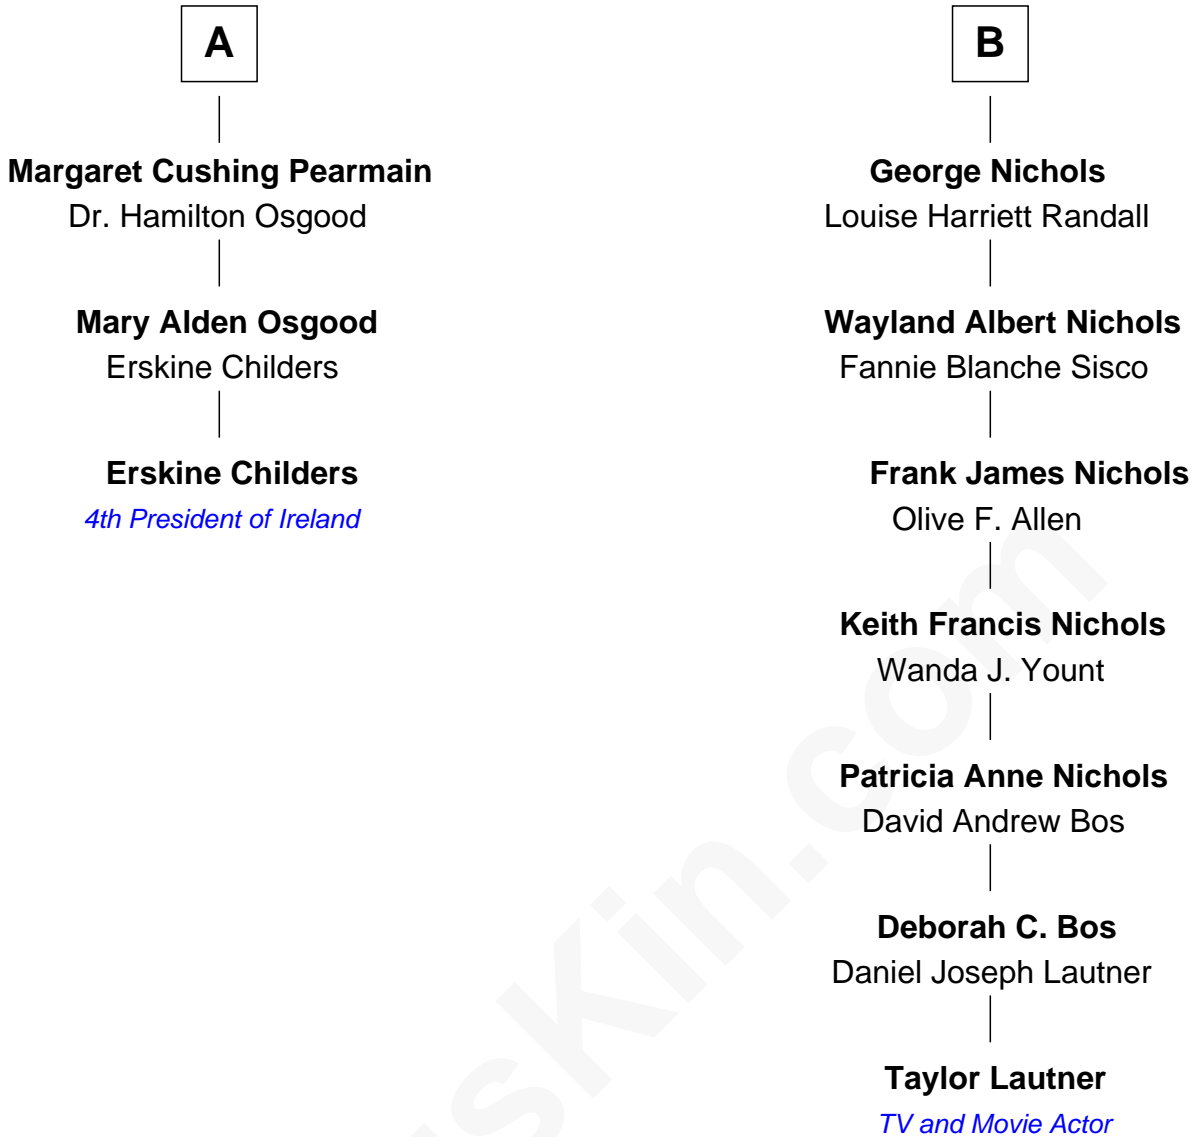 A
Margaret Cushing Pearmain
Dr. Hamilton Osgood
Mary Alden Osgood
Erskine Childers
Erskine Childers
4th President of Ireland
B
George Nichols
Louise Harriett Randall
Wayland Albert Nichols
Fannie Blanche Sisco
Frank James Nichols
Olive F. Allen
Keith Francis Nichols
Wanda J. Yount
Patricia Anne Nichols
David Andrew Bos
Deborah C. Bos
Daniel Joseph Lautner
Taylor Lautner
TV and Movie Actor
sKin.com